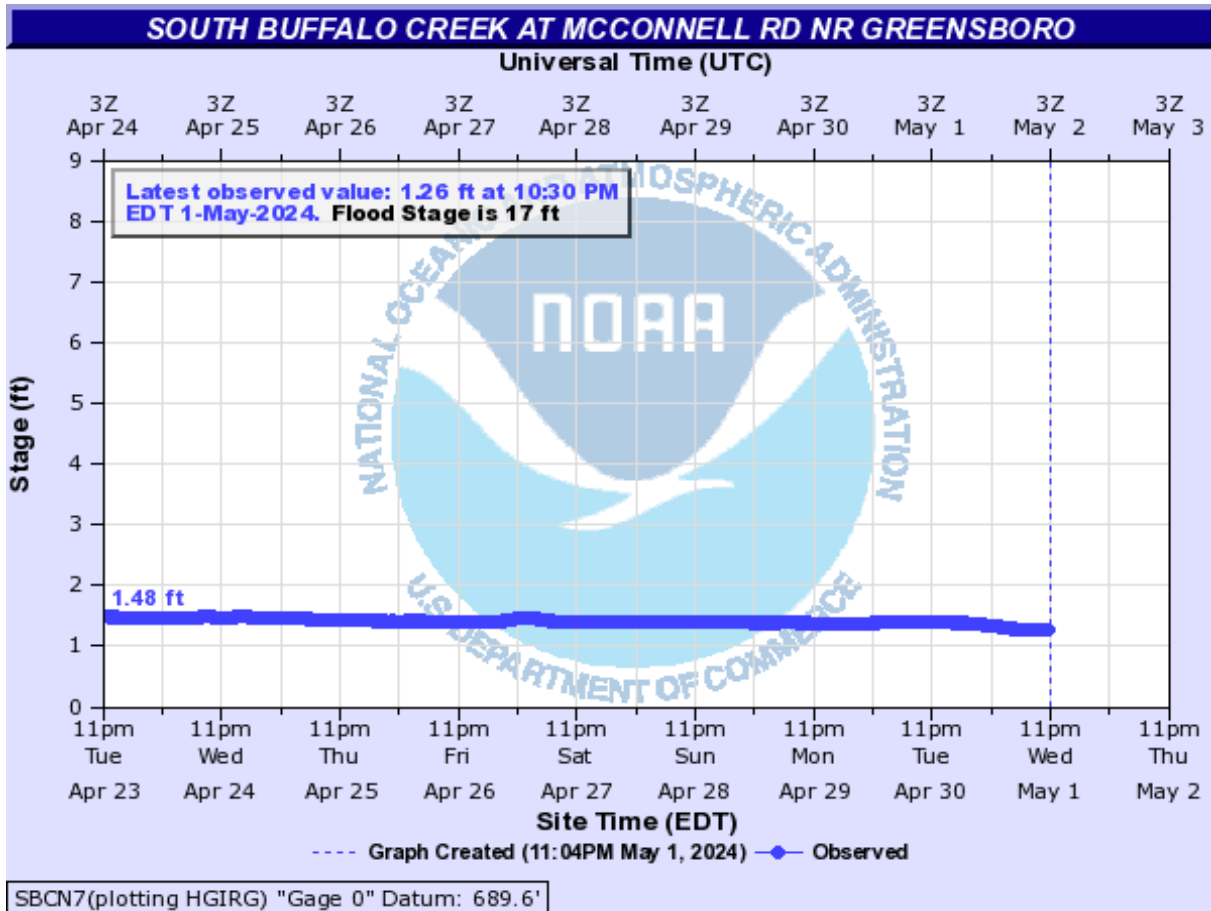 SOUTH BUFFALO CREEK AT MCCONNELL RD NR GREENSBORO
Universal Time (UTC)
3Z 3Z 3Z 3Z 3Z 3Z 3Z 3Z 3Z 3Z
Apr 24 Apr 25 Apr 26 Apr 27 Apr 28 Apr 29 Apr 30 May 1 May 2 May 3
Latest observed value: 1.26 ft at 10:30 PM
EDT 1-May-2024. Flood Stage is 17 ft
NATIONAL OCEANIC AND ATMOSPHERIC ADMINISTRATION
NOAA
U.S. DEPARTMENT OF COMMERCE
Stage (ft)
9
8
7
6
5
4
3
2
1
0
1.48 ft
11pm 11pm 11pm 11pm 11pm 11pm 11pm 11pm 11pm 11pm
Tue Wed Thu Fri Sat Sun Mon Tue Wed Thu
Apr 23 Apr 24 Apr 25 Apr 26 Apr 27 Apr 28 Apr 29 Apr 30 May 1 May 2
Site Time (EDT)
---- Graph Created (11:04PM May 1, 2024) Observed
SBCN7(plotting HGIRG) "Gage 0" Datum: 689.6'